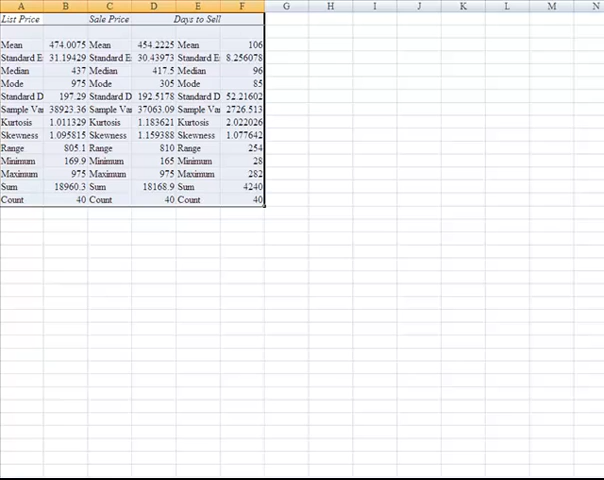 A B C D E F G H I J K L M N
List Price Sale Price Days to Sell
Mean 474.0075 Mean 454.2225 Mean 106
Standard E 31.19429 Standard E 30.43973 Standard E 8.256078
Median 437 Median 417.5 Median 96
Mode 975 Mode 305 Mode 85
Standard D 197.29 Standard D 192.5178 Standard D 52.21602
Sample Va 38923.36 Sample Va 37063.09 Sample Va 2726.513
Kurtosis 1.011329 Kurtosis 1.183621 Kurtosis 2.022026
Skewness 1.095815 Skewness 1.159388 Skewness 1.077642
Range 805.1 Range 810 Range 254
Minimum 169.9 Minimum 165 Minimum 28
Maximum 975 Maximum 975 Maximum 282
Sum 18960.3 Sum 18168.9 Sum 4240
Count 40 Count 40 Count 40